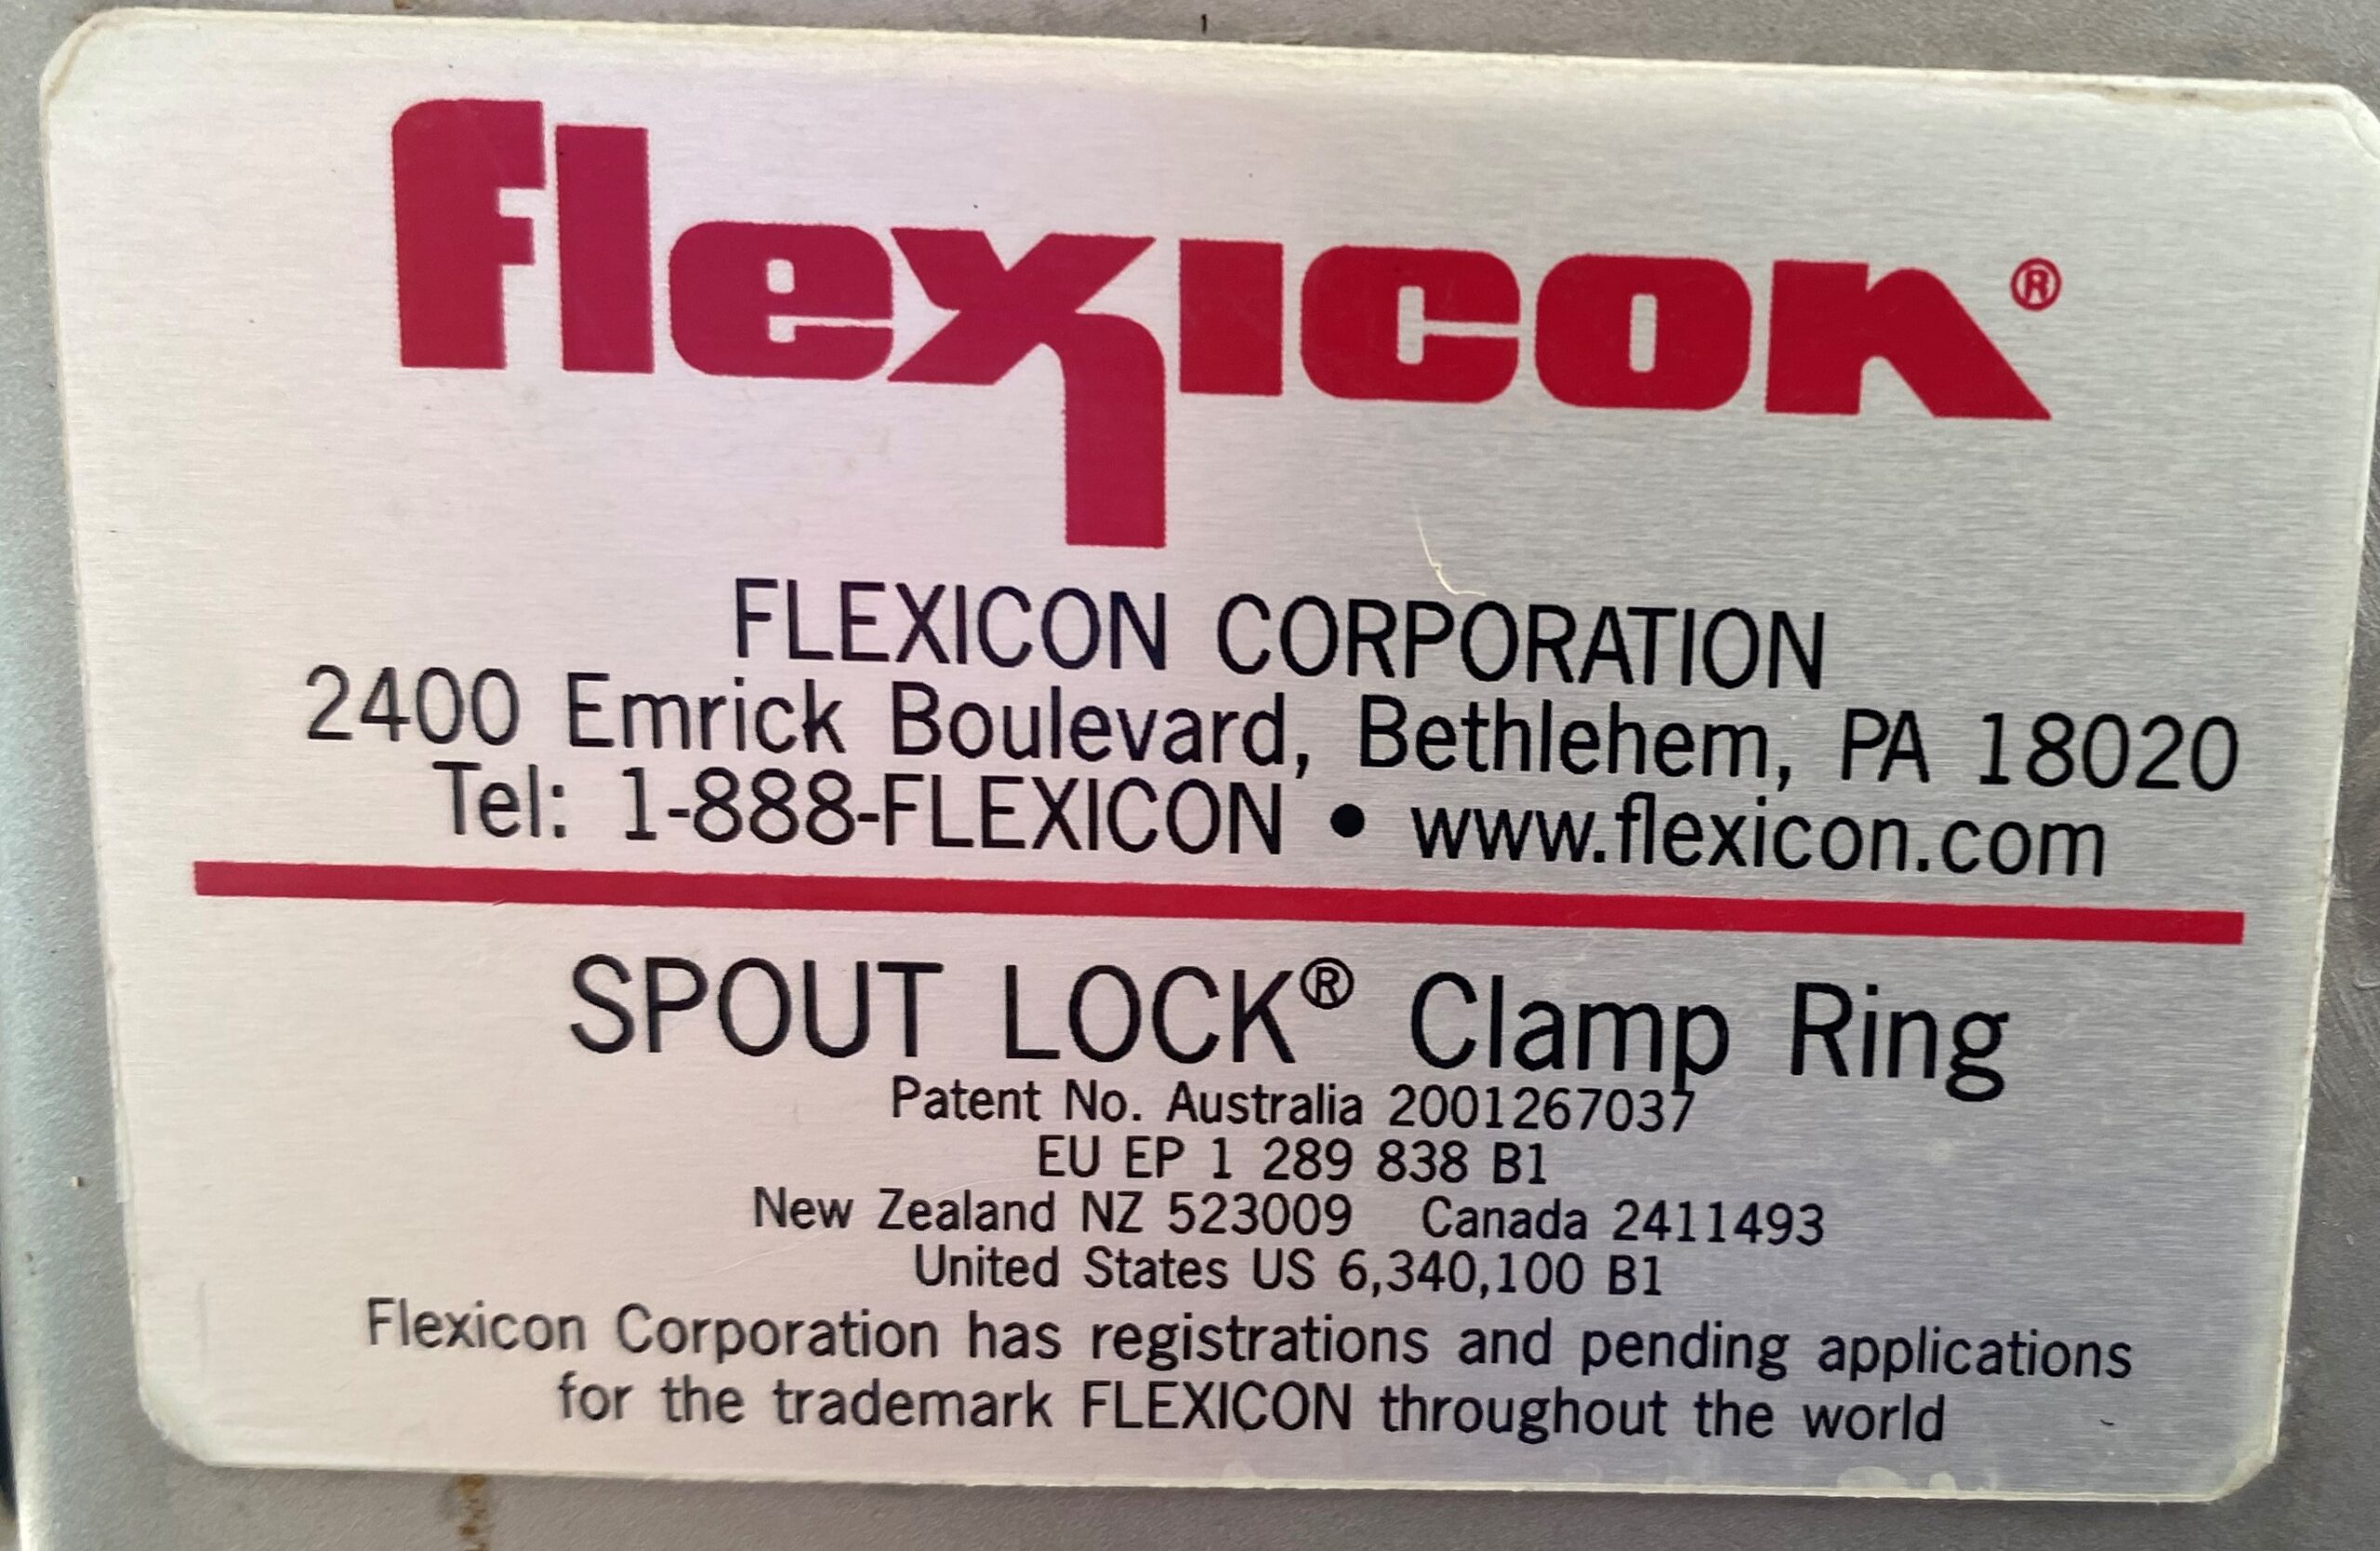 flexicon®
FLEXICON CORPORATION
2400 Emrick Boulevard, Bethlehem, PA 18020
Tel: 1-888-FLEXICON • www.flexicon.com
SPOUT LOCK® Clamp Ring
Patent No. Australia 2001267037
EU EP 1 289 838 B1
New Zealand NZ 523009 Canada 2411493
United States US 6,340,100 B1
Flexicon Corporation has registrations and pending applications
for the trademark FLEXICON throughout the world